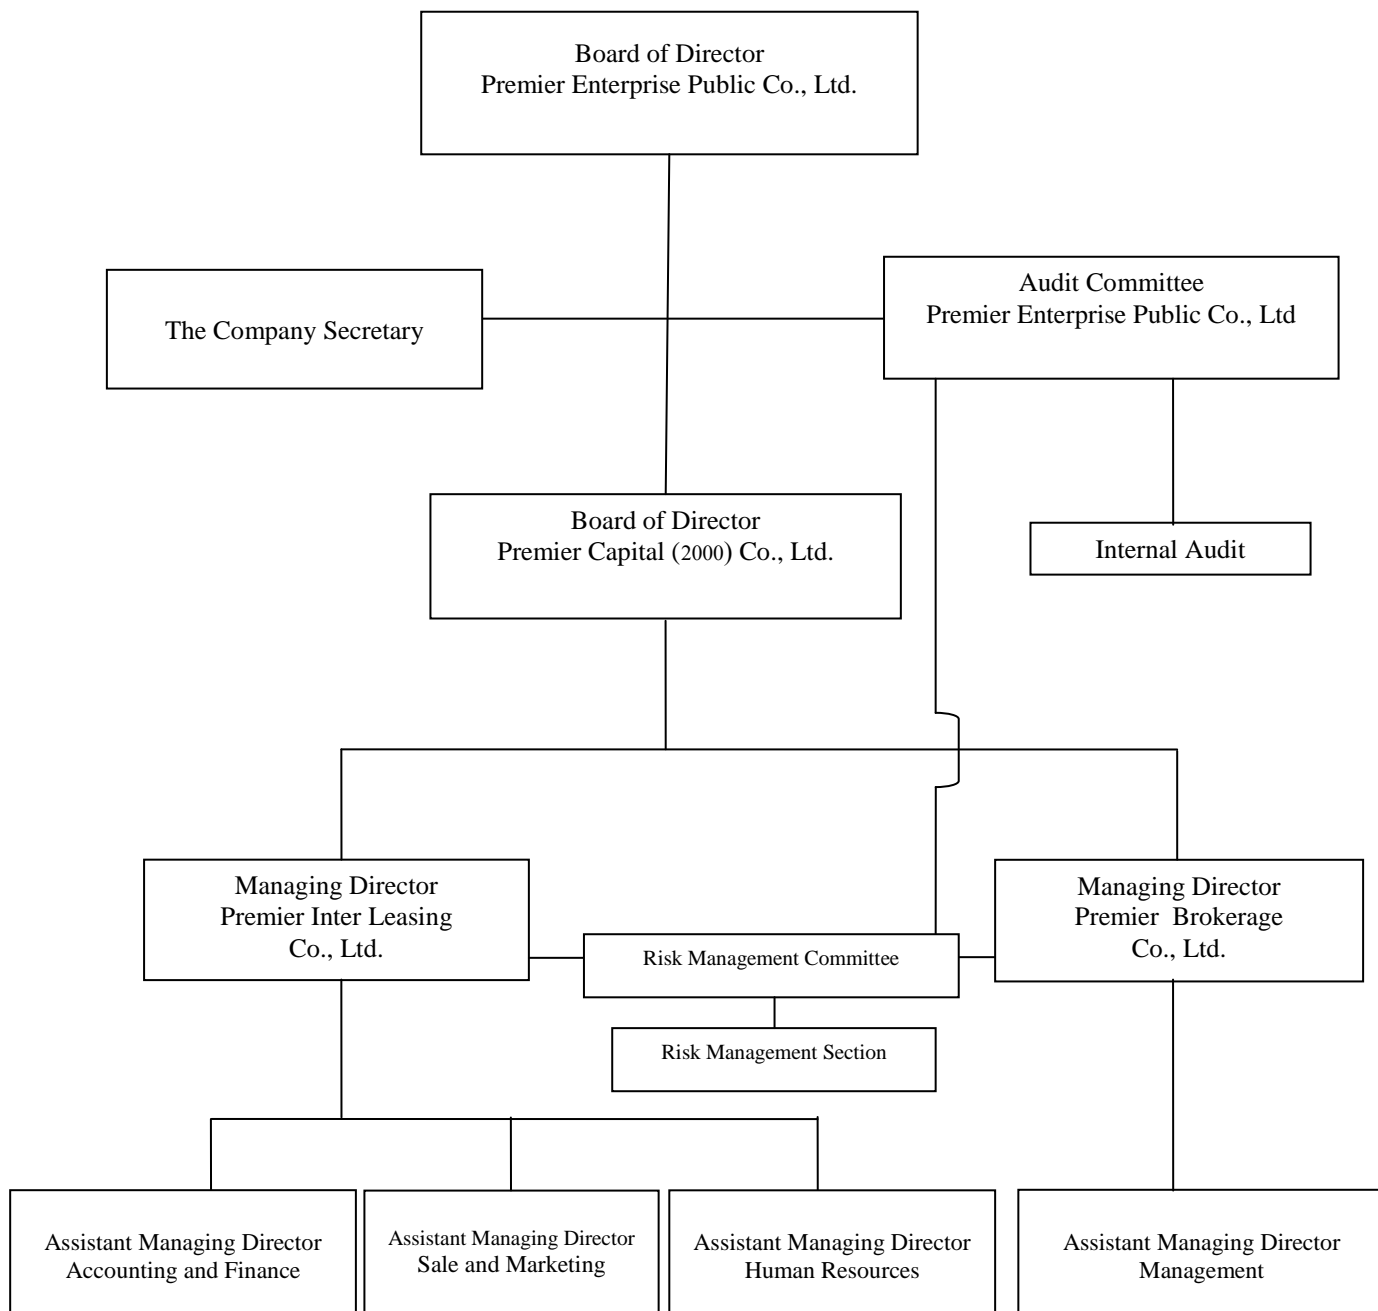 Board of Director
Premier Enterprise Public Co., Ltd.
The Company Secretary
Audit Committee
Premier Enterprise Public Co., Ltd
Board of Director
Premier Capital (2000) Co., Ltd.
Internal Audit
Managing Director
Premier Inter Leasing
Co., Ltd.
Risk Management Committee
Managing Director
Premier Brokerage
Co., Ltd.
Risk Management Section
Assistant Managing Director
Accounting and Finance
Assistant Managing Director
Sale and Marketing
Assistant Managing Director
Human Resources
Assistant Managing Director
Management